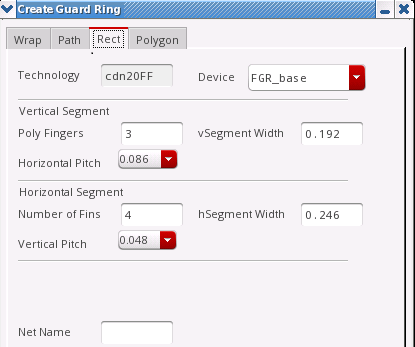 Create Guard Ring
Wrap Path Rect Polygon
Technology cdn20FF Device FGR_base
Vertical Segment
Poly Fingers 3 vSegment Width 0.192
Horizontal Pitch 0.086
Horizontal Segment
Number of Fins 4 hSegment Width 0.246
Vertical Pitch 0.048
Net Name